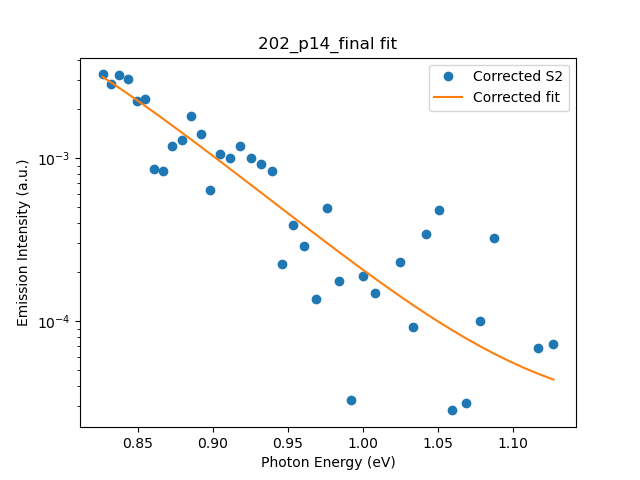 202_p14_final fit
Corrected S2
Corrected fit
Emission Intensity (a.u.)
10⁻³
10⁻⁴
0.85 0.90 0.95 1.00 1.05 1.10
Photon Energy (eV)